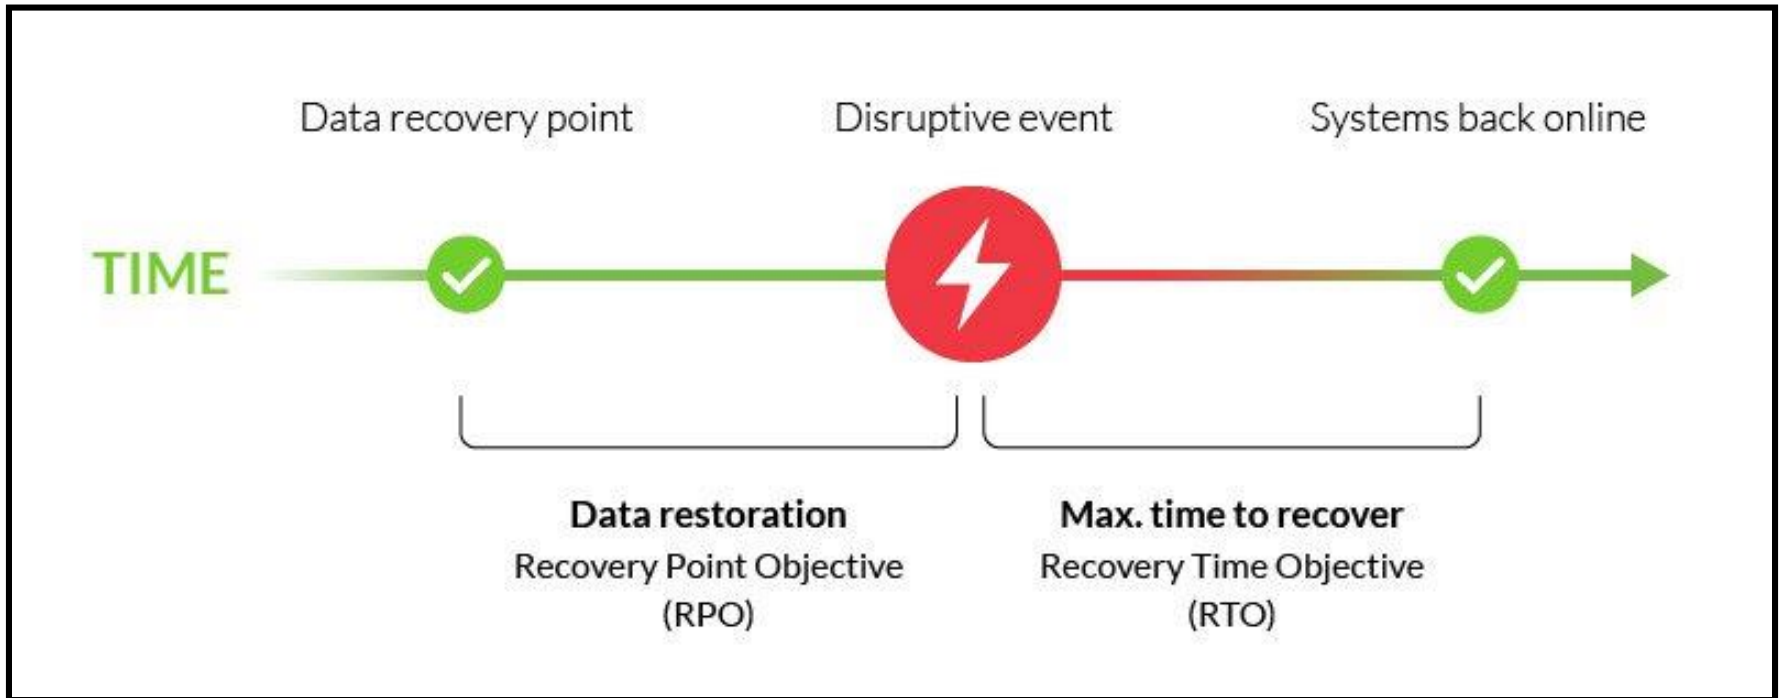 Data recovery point
Disruptive event
Systems back online
TIME
Data restoration
Recovery Point Objective
(RPO)
Max. time to recover
Recovery Time Objective
(RTO)